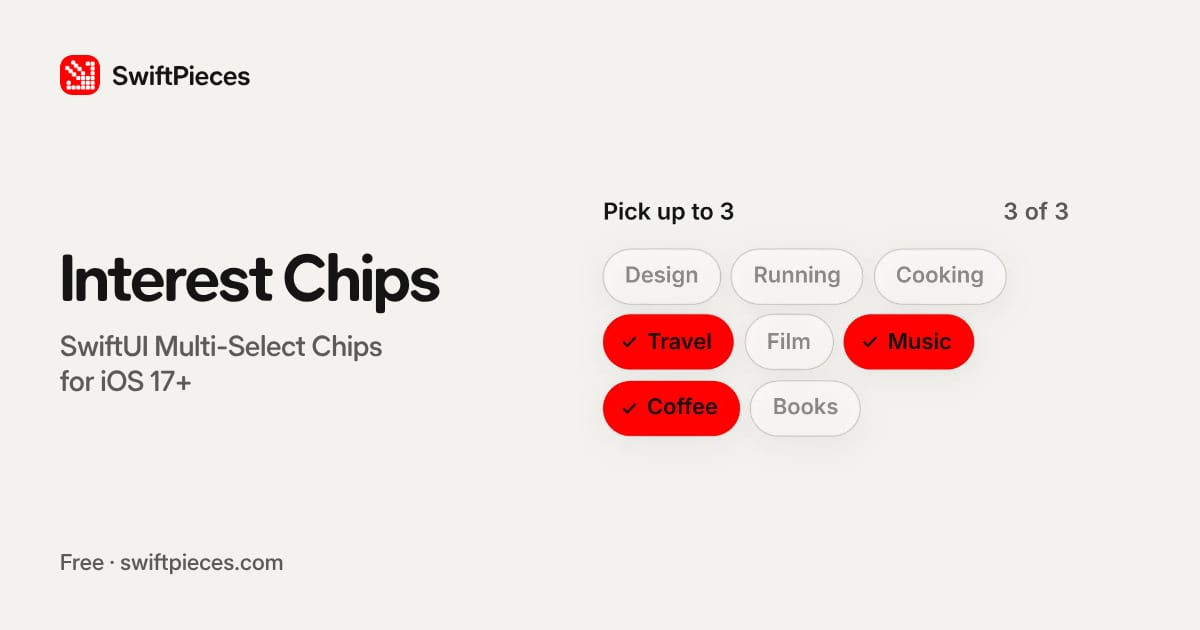 SwiftPieces
Interest Chips
SwiftUI Multi-Select Chips
for iOS 17+
Pick up to 3 3 of 3
Design Running Cooking
✓ Travel Film ✓ Music
✓ Coffee Books
Free · swiftpieces.com